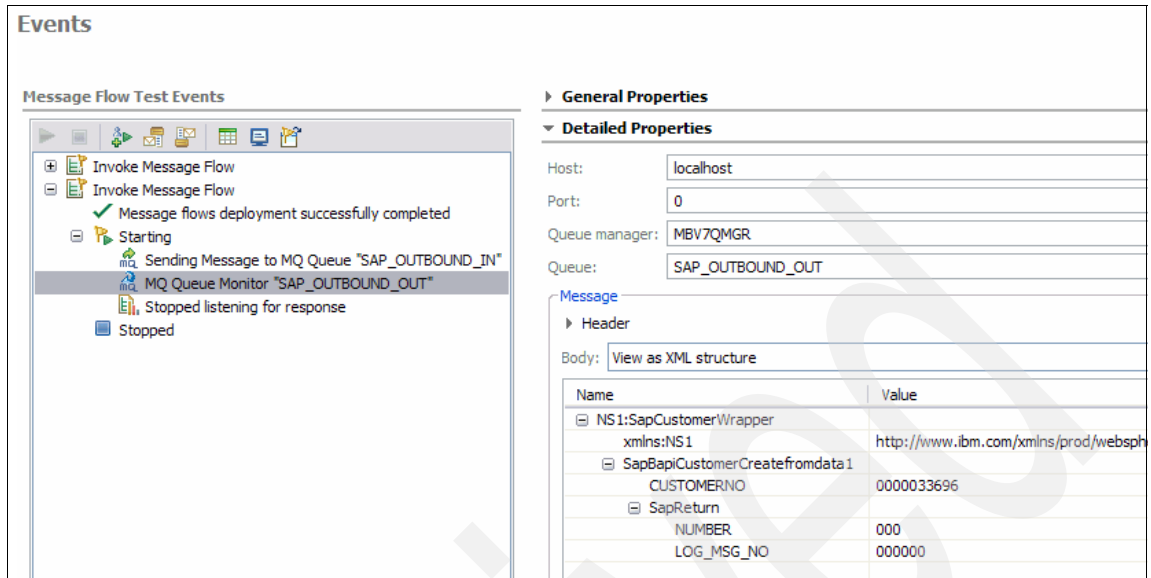 Events
Message Flow Test Events
Invoke Message Flow
Invoke Message Flow
Message flows deployment successfully completed
Starting
Sending Message to MQ Queue "SAP_OUTBOUND_IN"
MQ Queue Monitor "SAP_OUTBOUND_OUT"
Stopped listening for response
Stopped
General Properties
Detailed Properties
Host: localhost
Port: 0
Queue manager: MBV7QMGR
Queue: SAP_OUTBOUND_OUT
Message
Header
Body: View as XML structure
Name Value
NS1:SapCustomerWrapper
xmlns:NS1 http://www.ibm.com/xmlns/prod/websph
SapBapiCustomerCreatefromdata1
CUSTOMERNO 0000033696
SapReturn
NUMBER 000
LOG_MSG_NO 000000